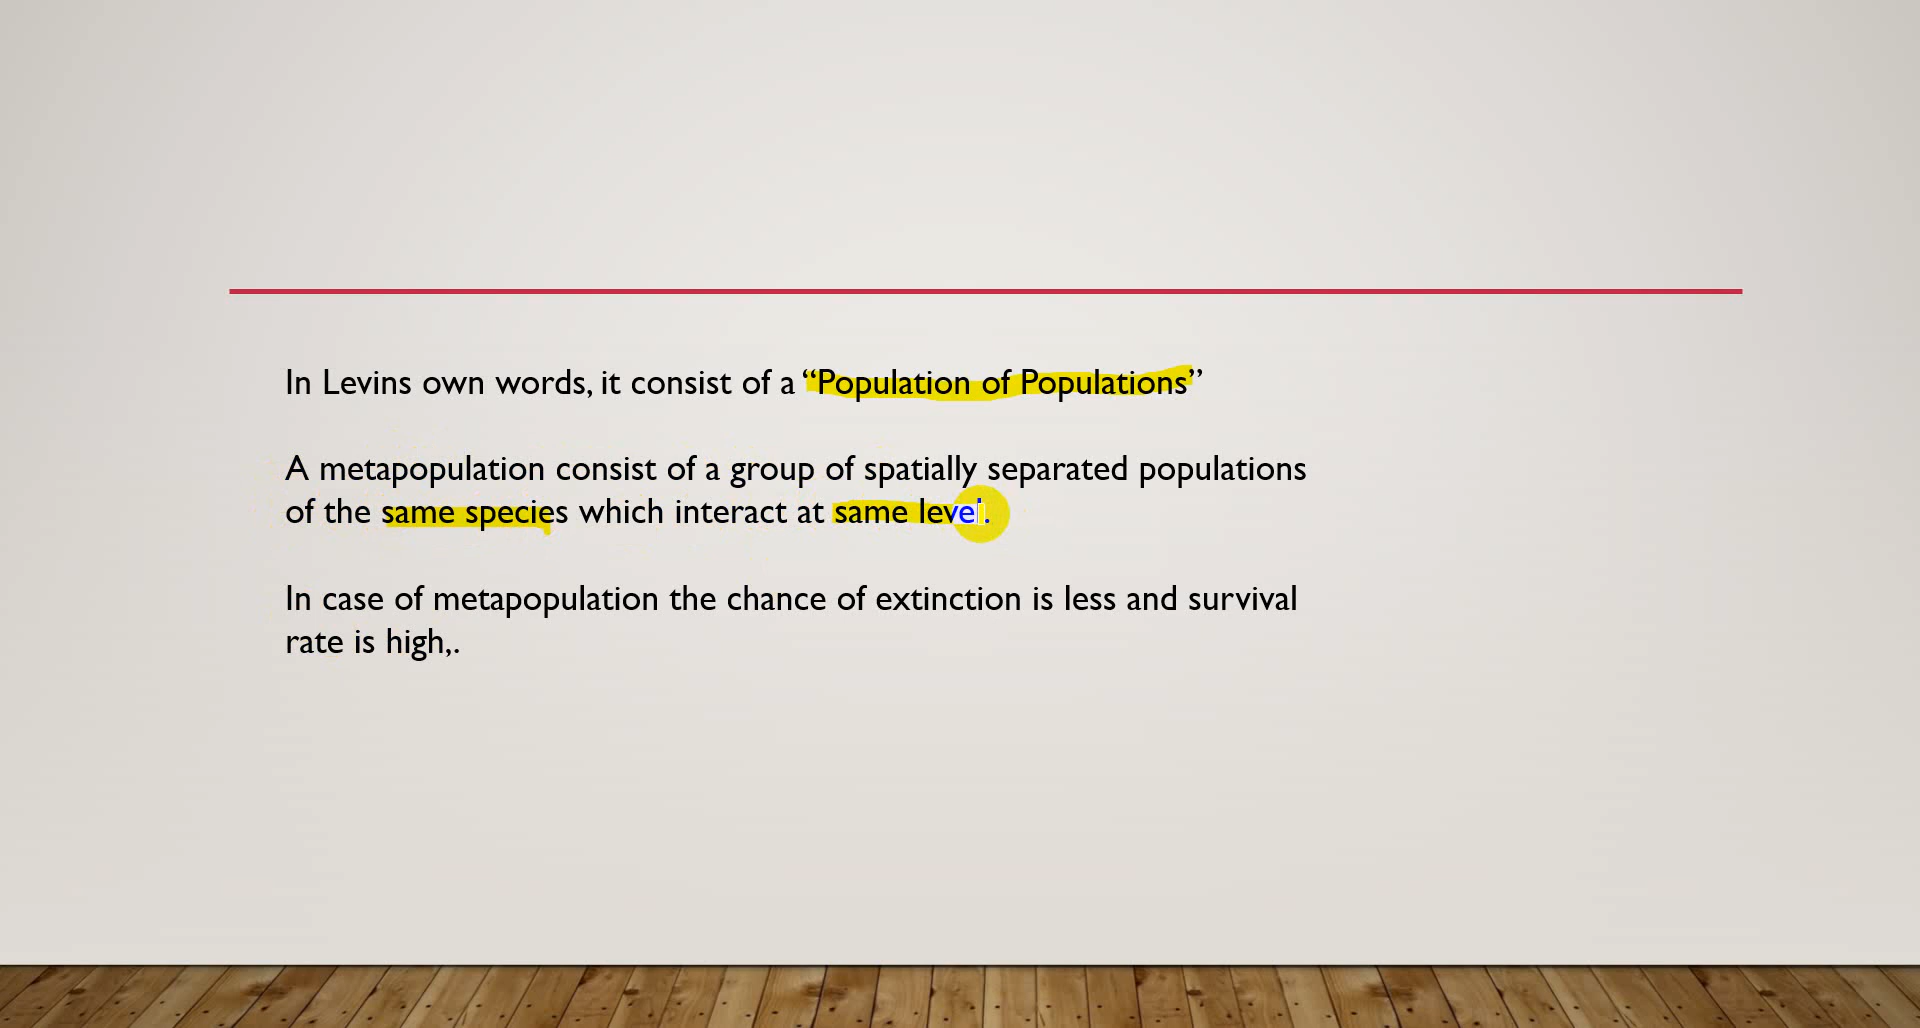 In Levins own words, it consist of a “Population of Populations”
A metapopulation consist of a group of spatially separated populations
of the same species which interact at same level.
In case of metapopulation the chance of extinction is less and survival
rate is high,.